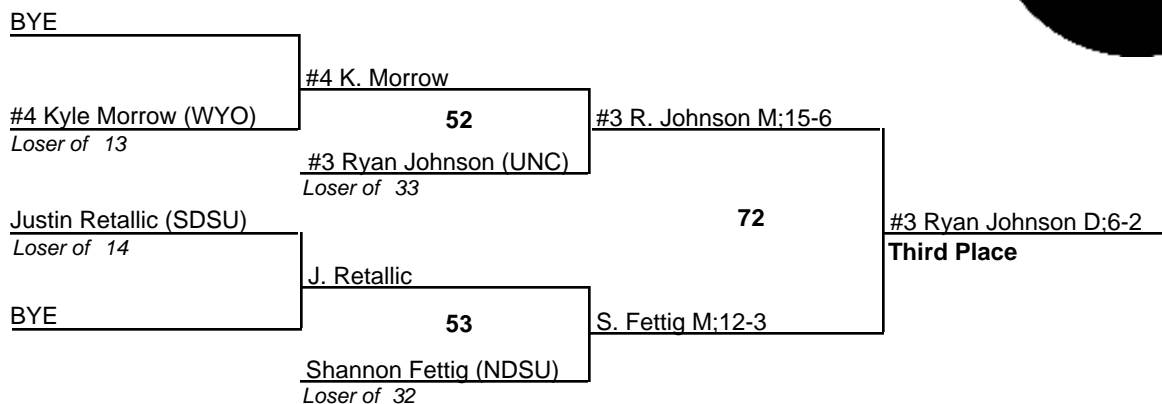 BYE
#4 K. Morrow
#4 Kyle Morrow (WYO)
Loser of 13
52
#3 R. Johnson M;15-6
#3 Ryan Johnson (UNC)
Loser of 33
Justin Retallic (SDSU)
Loser of 14
72
#3 Ryan Johnson D;6-2
Third Place
J. Retallic
BYE
53
S. Fettig M;12-3
Shannon Fettig (NDSU)
Loser of 32